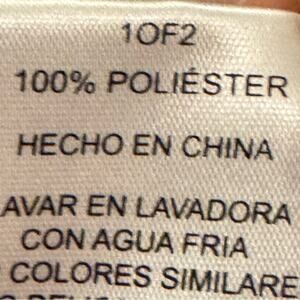 1OF2
100% POLIÉSTER
HECHO EN CHINA
AVAR EN LAVADORA
CON AGUA FRIA
COLORES SIMILARE